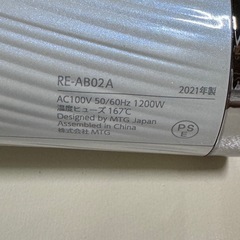 RE-AB02A
2021年製
AC100V 50/60Hz 1200W
温度ヒューズ 167℃
Designed by MTG Japan
Assembled in China
株式会社 MTG
PSE